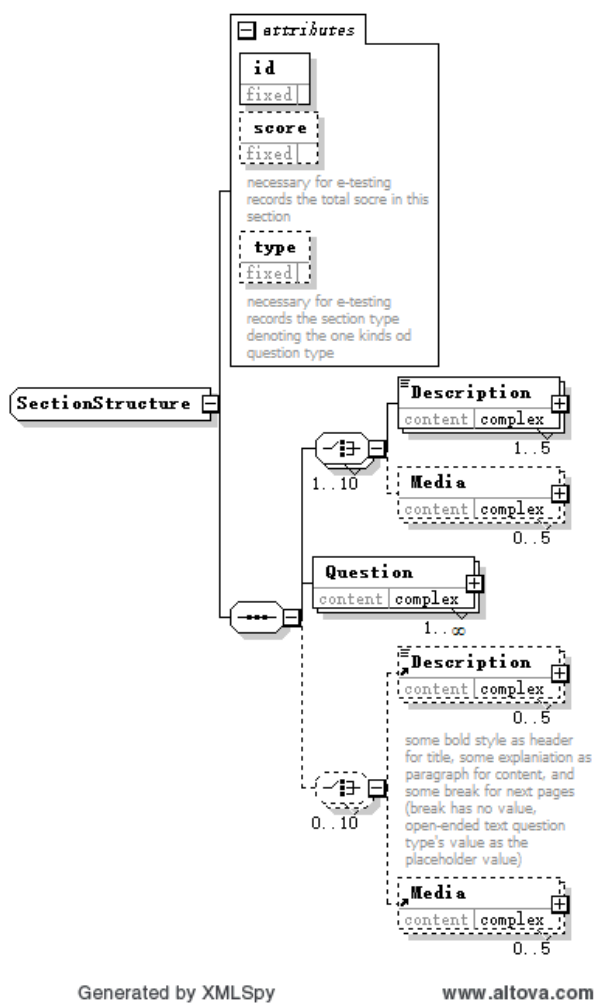 attributes
id
fixed
score
fixed
necessary for e-testing
records the total socre in this
section
type
fixed
necessary for e-testing
records the section type
denoting the one kinds od
question type
SectionStructure
Description
content complex
1..5
1..10
Media
content complex
0..5
Question
content complex
1..∞
Description
content complex
0..5
some bold style as header
for title, some explaniation as
paragraph for content, and
some break for next pages
(break has no value,
open-ended text question
type's value as the
placeholder value)
0..10
Media
content complex
0..5
Generated by XMLSpy www.altova.com